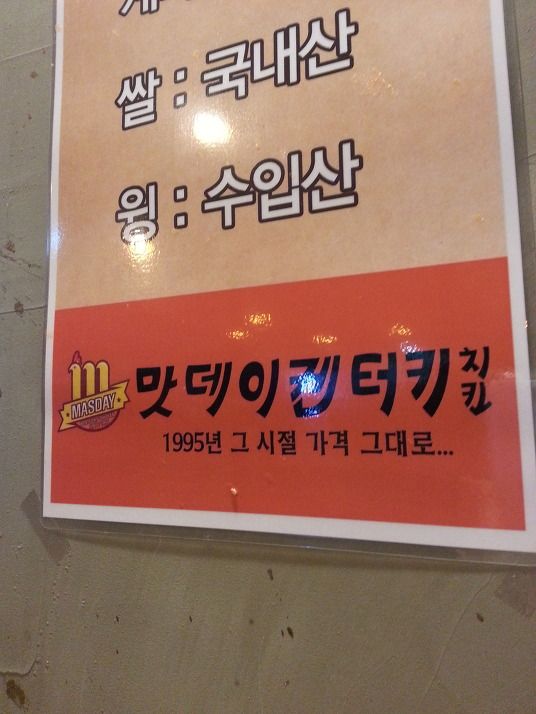 쌀 : 국내산
윙 : 수입산
MASDAY
맛데이켄터키치킨
1995년 그 시절 가격 그대로...